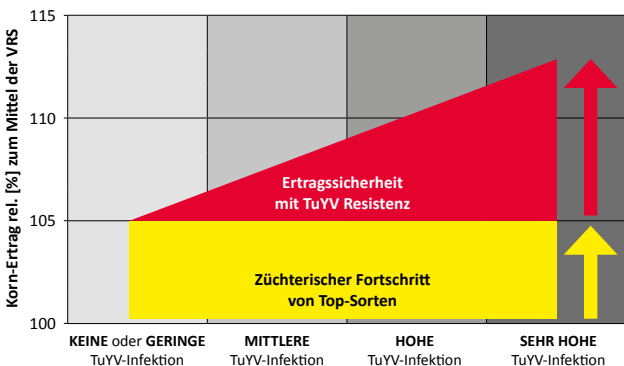 Korn-Ertrag rel. [%] zum Mittel der VRS
115
110
105
100
Ertragssicherheit
mit TuYV Resistenz
Züchterischer Fortschritt
von Top-Sorten
KEINE oder GERINGE
TuYV-Infektion
MITTLERE
TuYV-Infektion
HOHE
TuYV-Infektion
SEHR HOHE
TuYV-Infektion